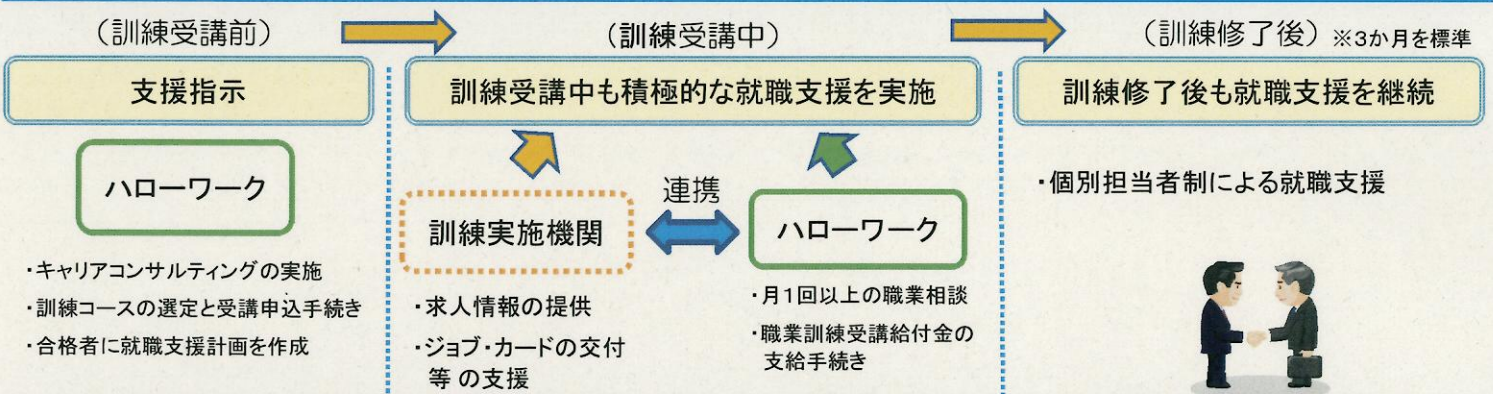 (訓練受講前)
支援指示
ハローワーク
・キャリアコンサルティングの実施
・訓練コースの選定と受講申込手続き
・合格者に就職支援計画を作成
(訓練受講中)
訓練受講中も積極的な就職支援を実施
訓練実施機関
連携
ハローワーク
・求人情報の提供
・ジョブ・カードの交付
等 の支援
・月1回以上の職業相談
・職業訓練受講給付金の
支給手続き
(訓練修了後) ※3か月を標準
訓練修了後も就職支援を継続
・個別担当者制による就職支援